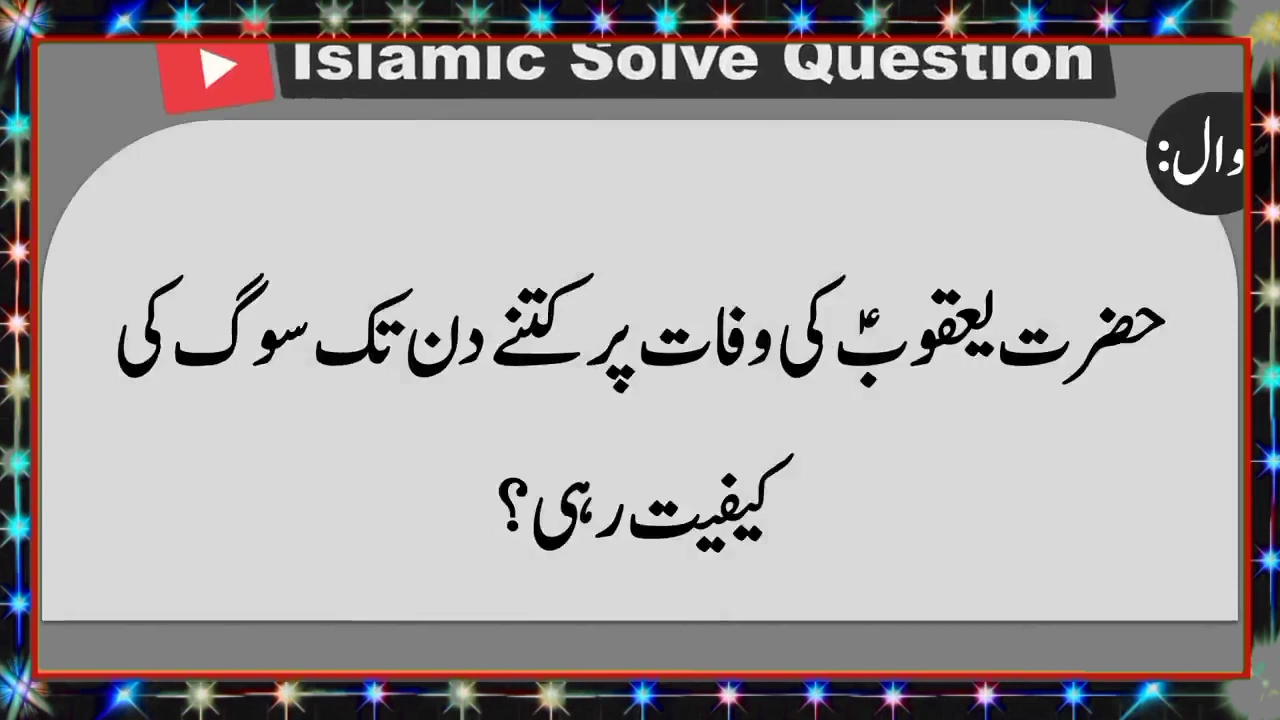 Islamic Solve Question
وال:
حضرت یعقوبؑ کی وفات پر کتنے دن تک سوگ کی
کیفیت رہی؟